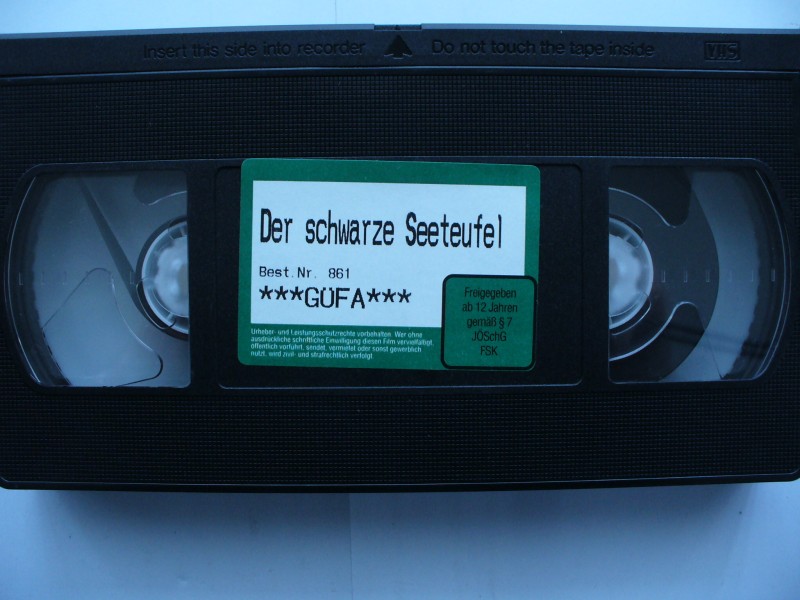 Insert this side into recorder
Do not touch the tape inside
VHS
Der schwarze Seeteufel
Best.Nr. 861
***GÜFA***
Urheber- und Leistungsschutzrechte vorbehalten. Wer ohne
ausdrückliche schriftliche Einwilligung diesen Film vervielfältigt,
öffentlich vorführt, sendet, vermietet oder sonst gewerblich
nutzt, wird zivil- und strafrechtlich verfolgt.
Freigegeben
ab 12 Jahren
gemäß § 7
JÖSchG
FSK